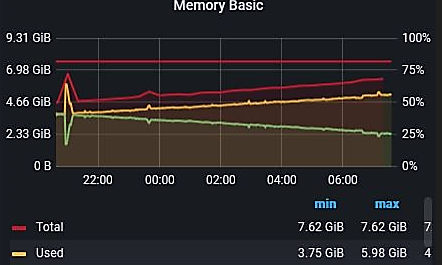 Memory Basic
9.31 GiB 100%
6.98 GiB 75%
4.66 GiB 50%
2.33 GiB 25%
0 B 0%
22:00 00:00 02:00 04:00 06:00
min max
Total 7.62 GiB 7.62 GiB 7
Used 3.75 GiB 5.98 GiB 4